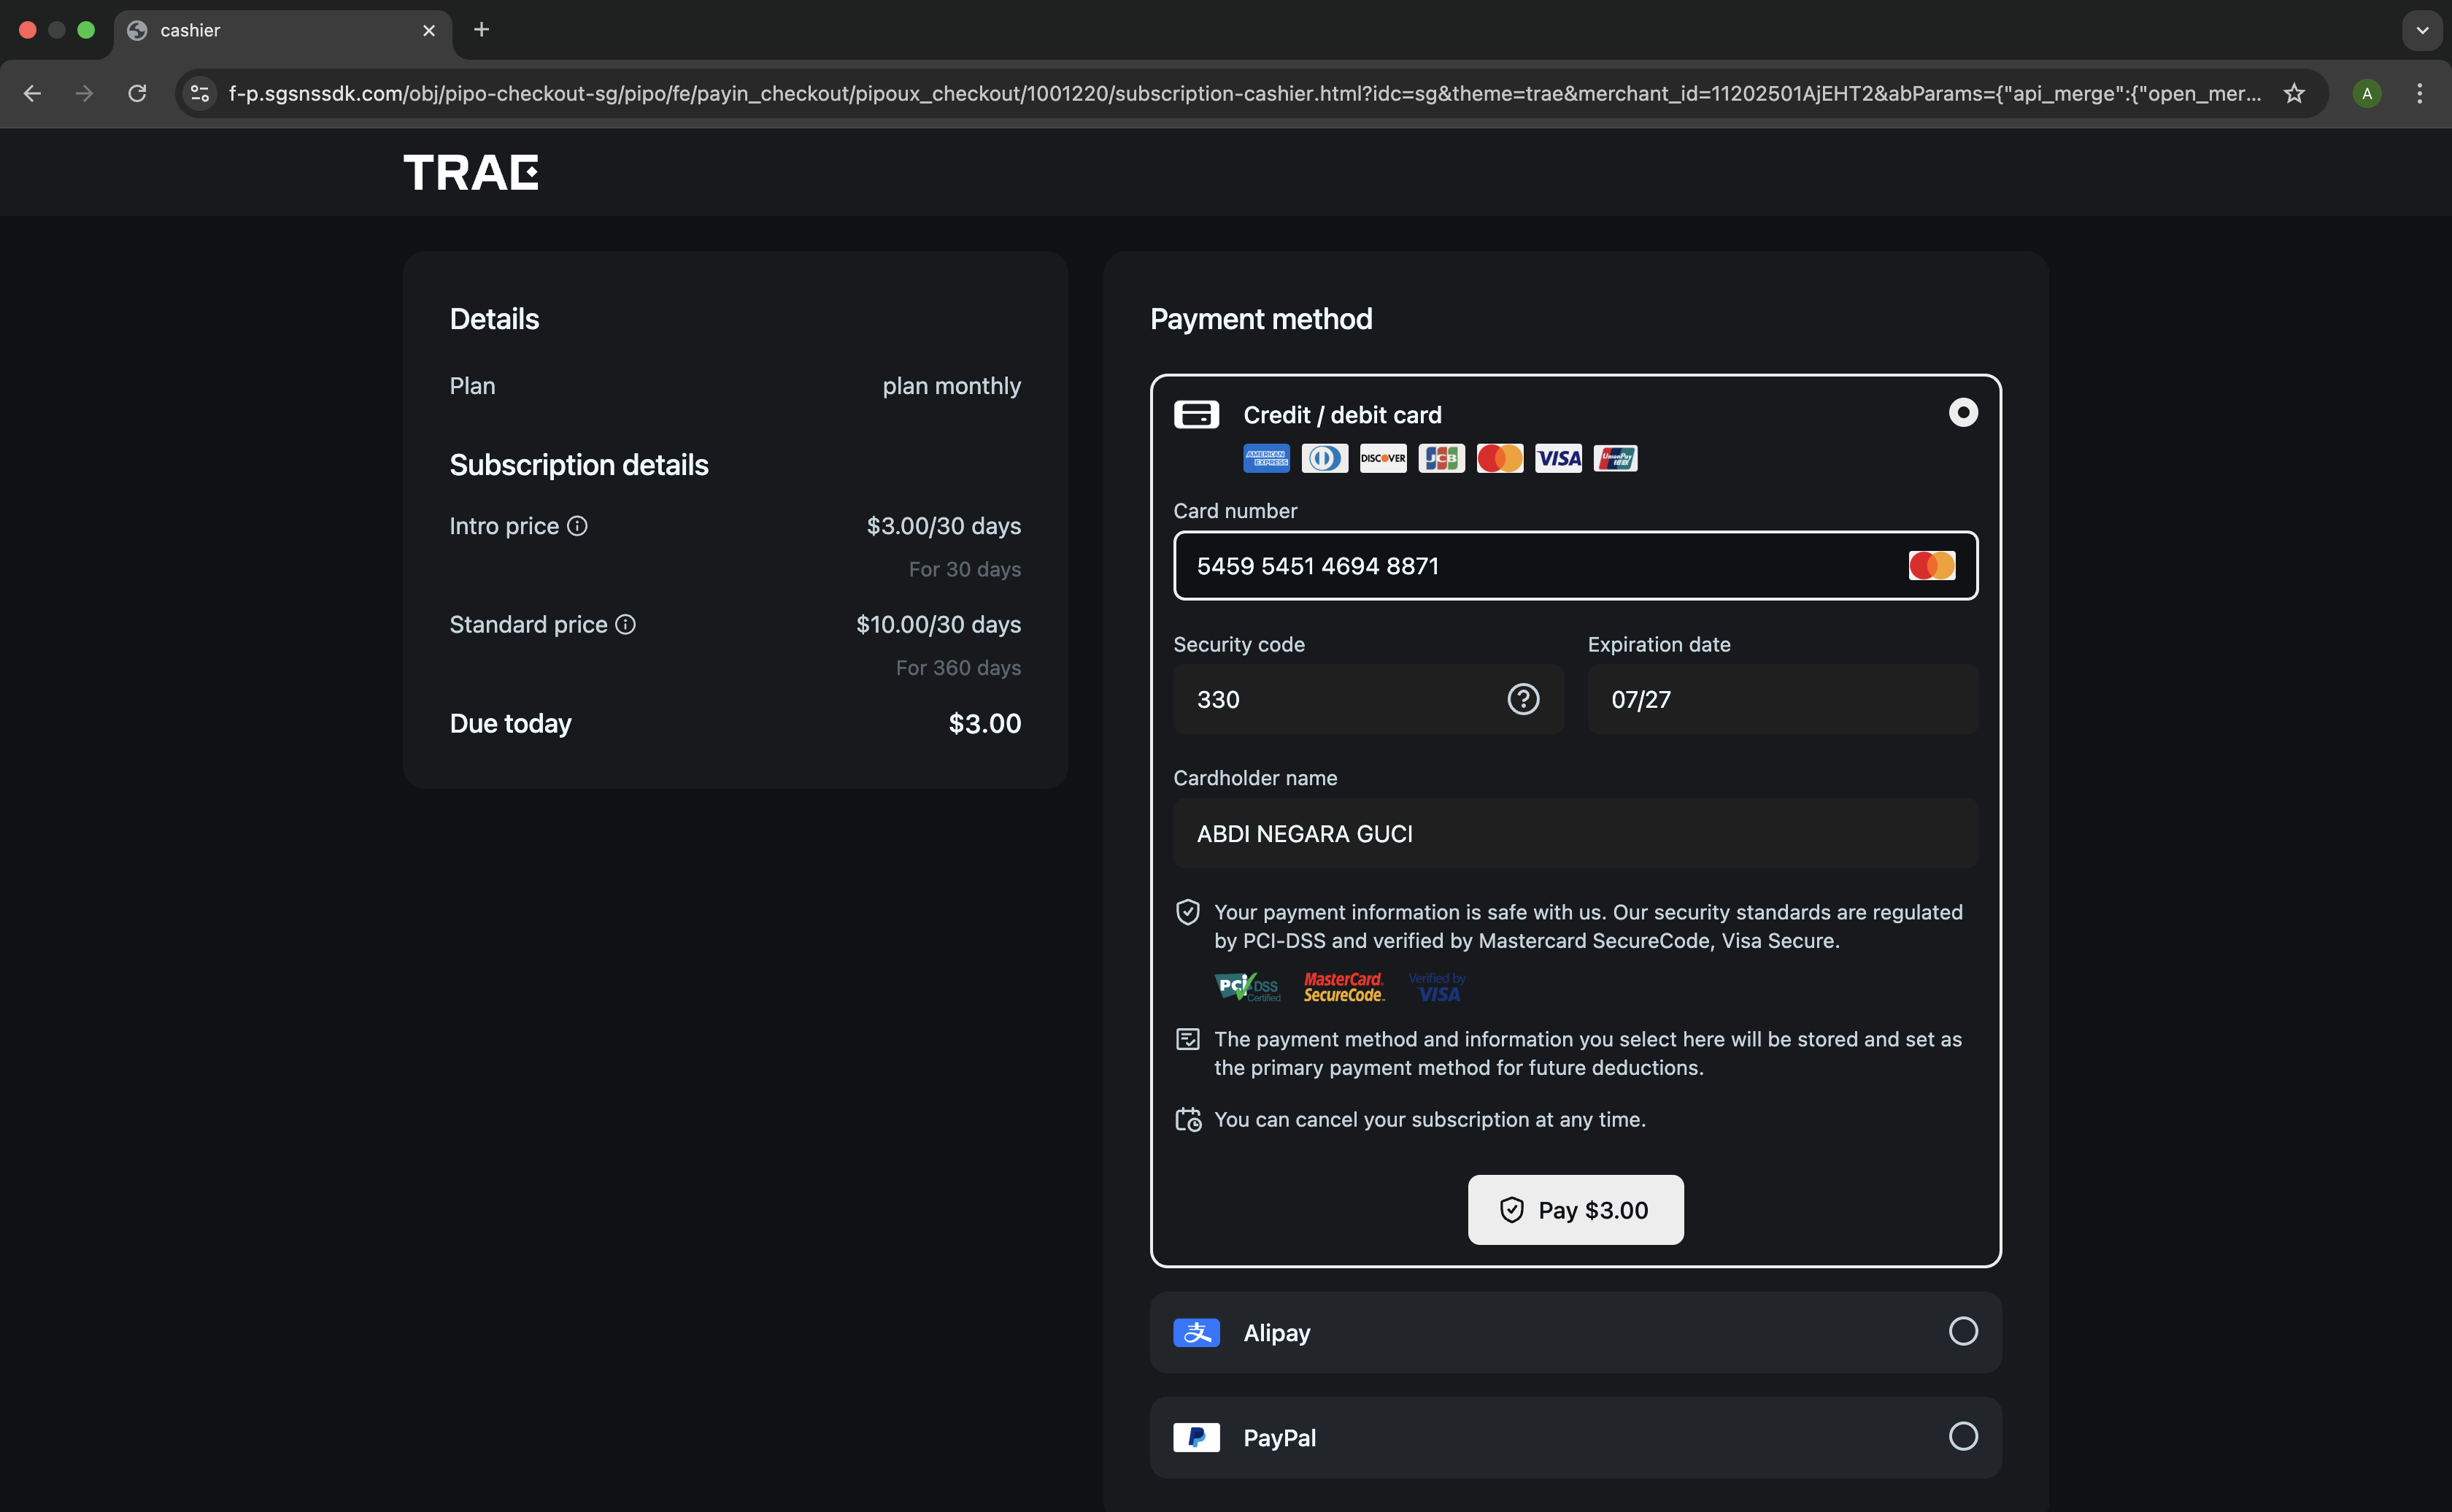 cashier
f-p.sgsnssdk.com/obj/pipo-checkout-sg/pipo/fe/payin_checkout/pipoux_checkout/1001220/subscription-cashier.html?idc=sg&theme=trae&merchant_id=11202501AjEHT2&abParams={"api_merge":{"open_mer...
A
TRAE
Details
Plan plan monthly
Subscription details
Intro price $3.00/30 days
For 30 days
Standard price $10.00/30 days
For 360 days
Due today $3.00
Payment method
Credit / debit card
AMERICAN EXPRESS DISCOVER JCB VISA UnionPay 银联
Card number
5459 5451 4694 8871
Security code Expiration date
330 07/27
Cardholder name
ABDI NEGARA GUCI
Your payment information is safe with us. Our security standards are regulated
by PCI-DSS and verified by Mastercard SecureCode, Visa Secure.
PCI DSS Certified MasterCard. SecureCode. Verified by VISA
The payment method and information you select here will be stored and set as
the primary payment method for future deductions.
You can cancel your subscription at any time.
Pay $3.00
支 Alipay
PayPal